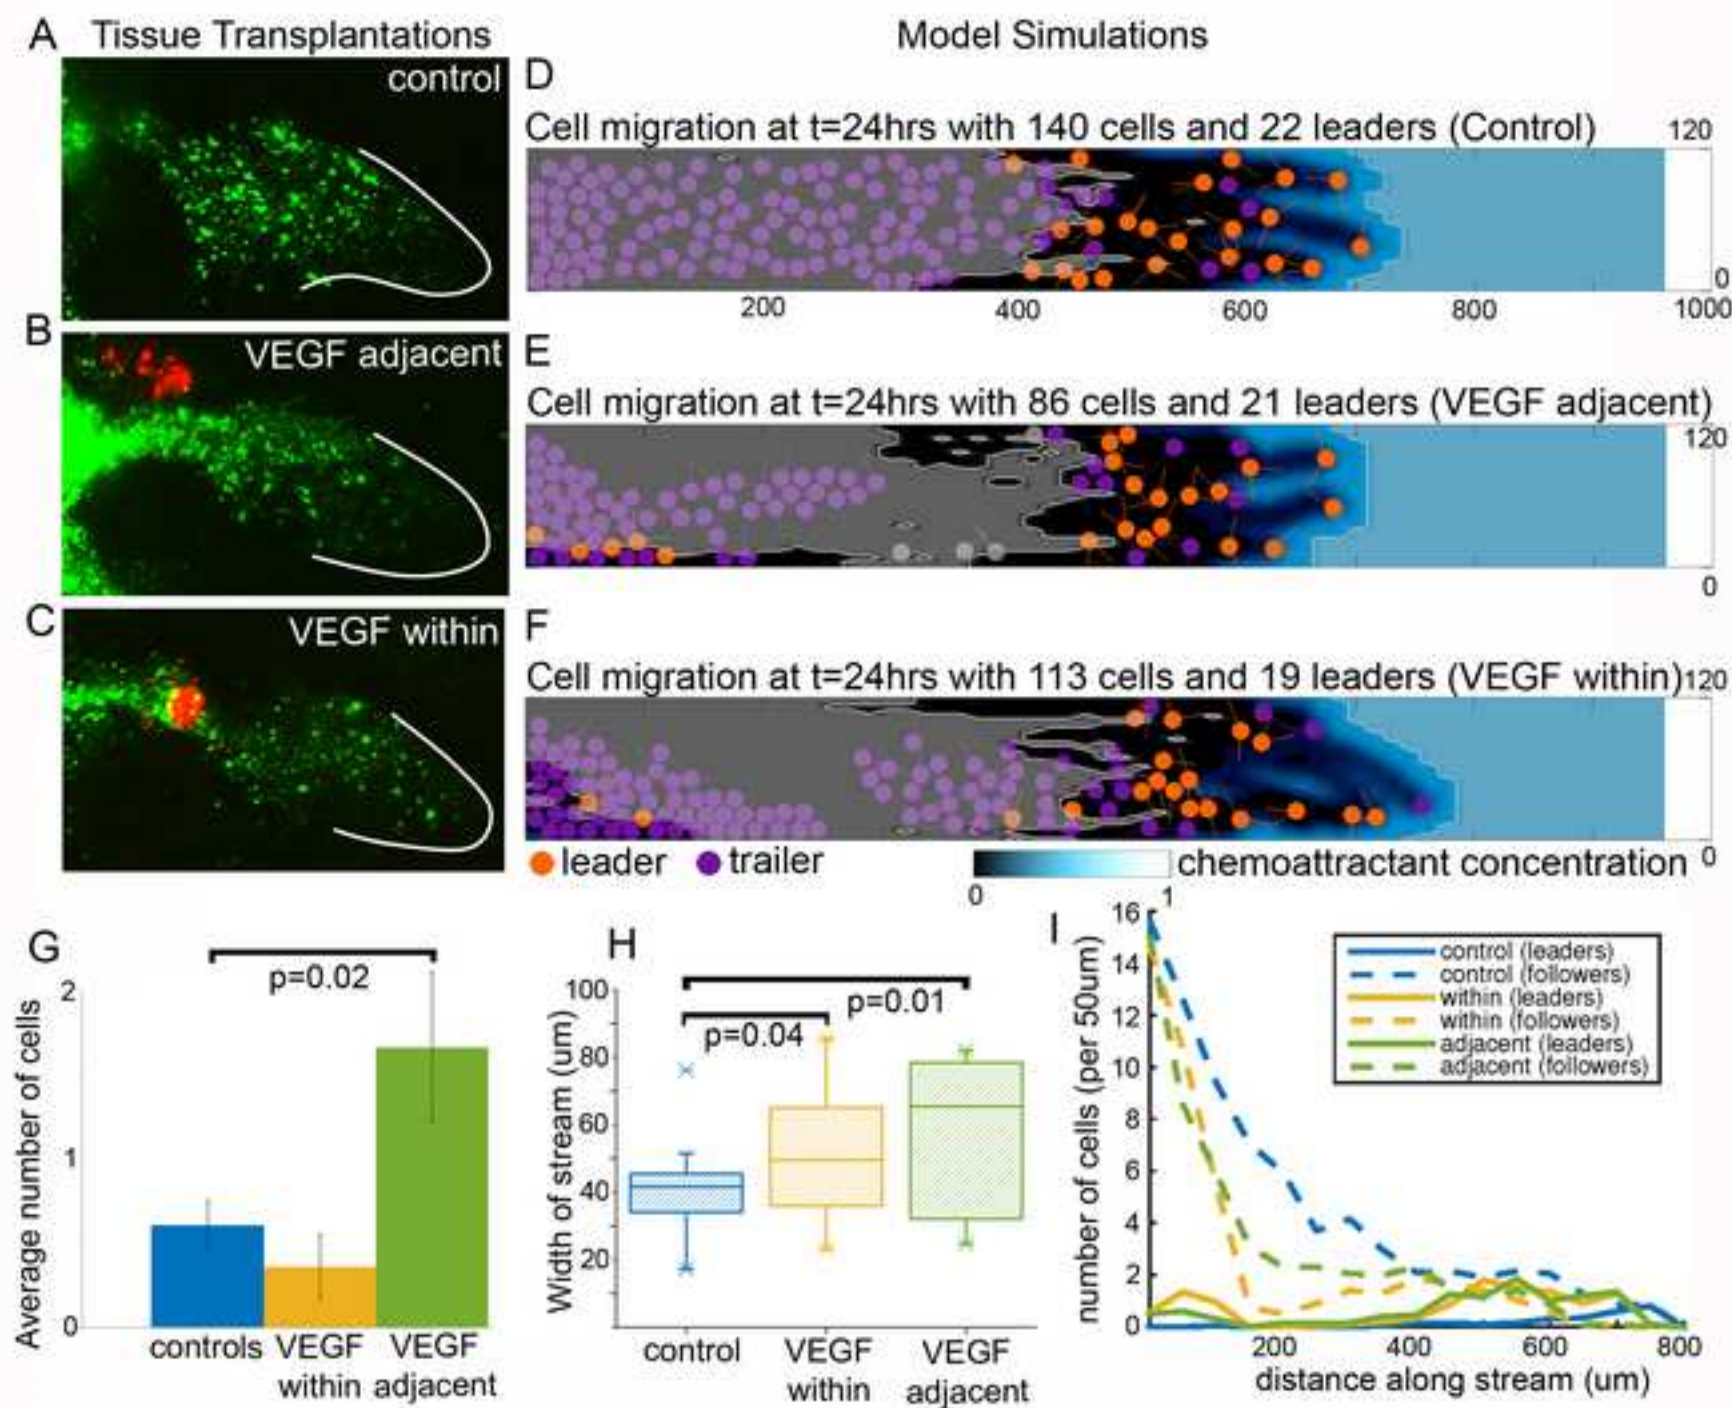 A Tissue Transplantations
Model Simulations
control
D
Cell migration at t=24hrs with 140 cells and 22 leaders (Control)
120
0
200 400 600 800 1000
B
VEGF adjacent
E
Cell migration at t=24hrs with 86 cells and 21 leaders (VEGF adjacent)
120
0
C
VEGF within
F
Cell migration at t=24hrs with 113 cells and 19 leaders (VEGF within)
120
0
leader trailer
chemoattractant concentration
0 1
G
p=0.02
Average number of cells
2
1
0
controls VEGF within VEGF adjacent
H
p=0.01
p=0.04
Width of stream (um)
100
80
60
40
20
control VEGF within VEGF adjacent
I
number of cells (per 50um)
16
14
12
10
8
6
4
2
0
control (leaders)
control (followers)
within (leaders)
within (followers)
adjacent (leaders)
adjacent (followers)
200 400 600 800
distance along stream (um)